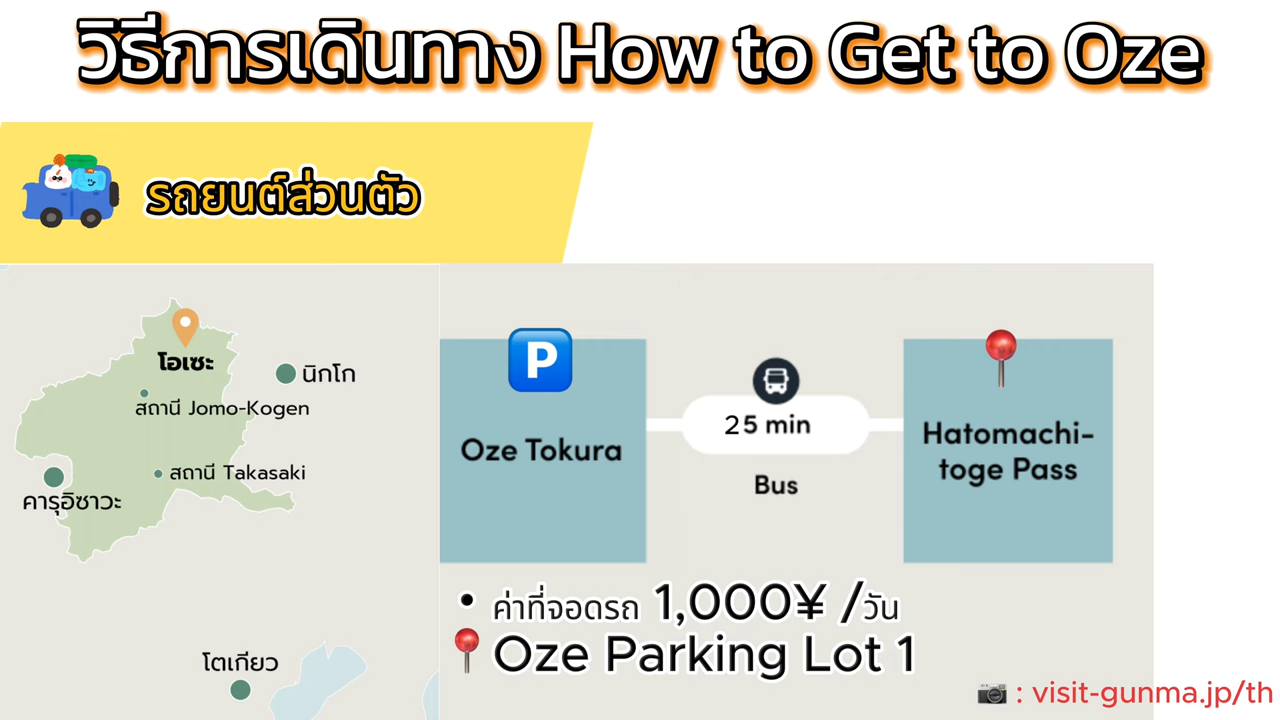 วิธีการเดินทาง How to Get to Oze
รถยนต์ส่วนตัว
โอเซะ
นิกโก
สถานี Jomo-Kogen
สถานี Takasaki
คารุอิซาวะ
โตเกียว
P
Oze Tokura
25 min
Bus
Hatomachi-
toge Pass
• ค่าที่จอดรถ 1,000¥ /วัน
📍Oze Parking Lot 1
📷 : visit-gunma.jp/th